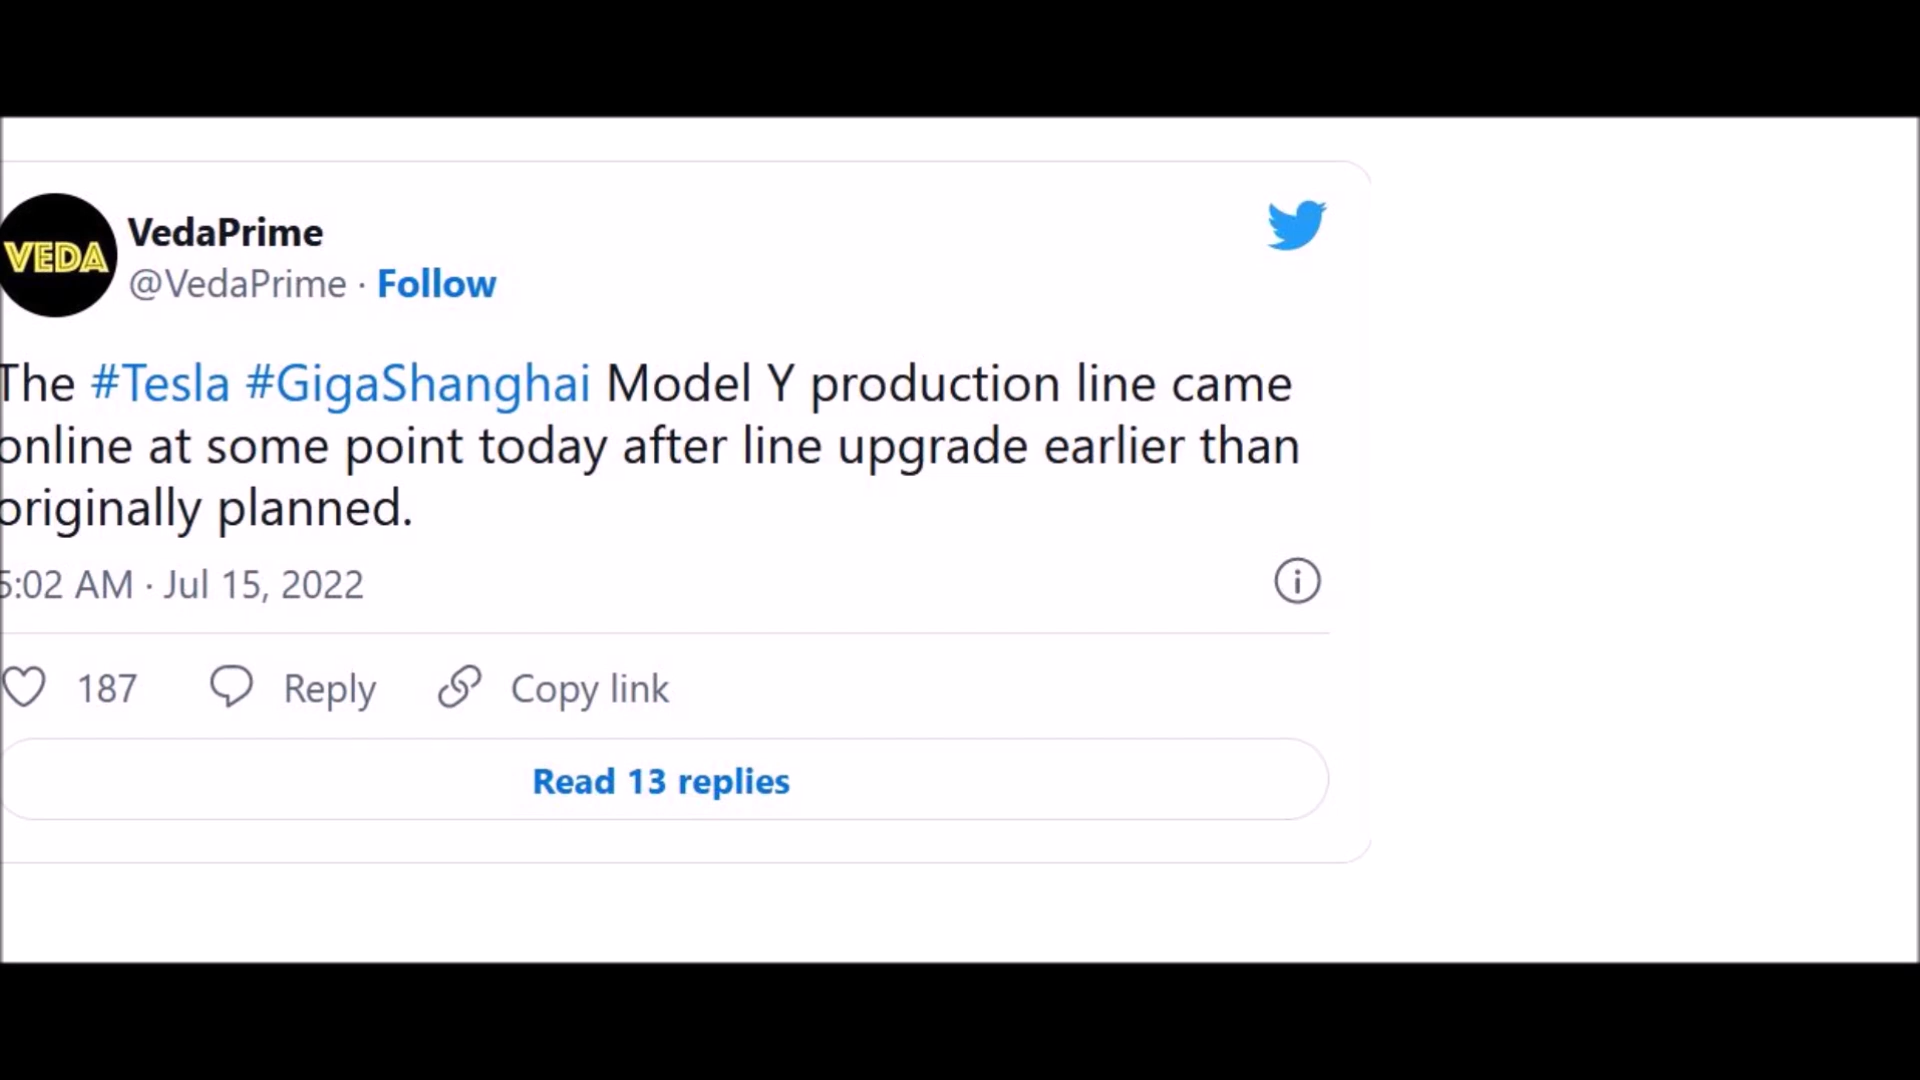 VEDA
VedaPrime
@VedaPrime · Follow
The #Tesla #GigaShanghai Model Y production line came
online at some point today after line upgrade earlier than
originally planned.
5:02 AM · Jul 15, 2022
187 Reply Copy link
Read 13 replies